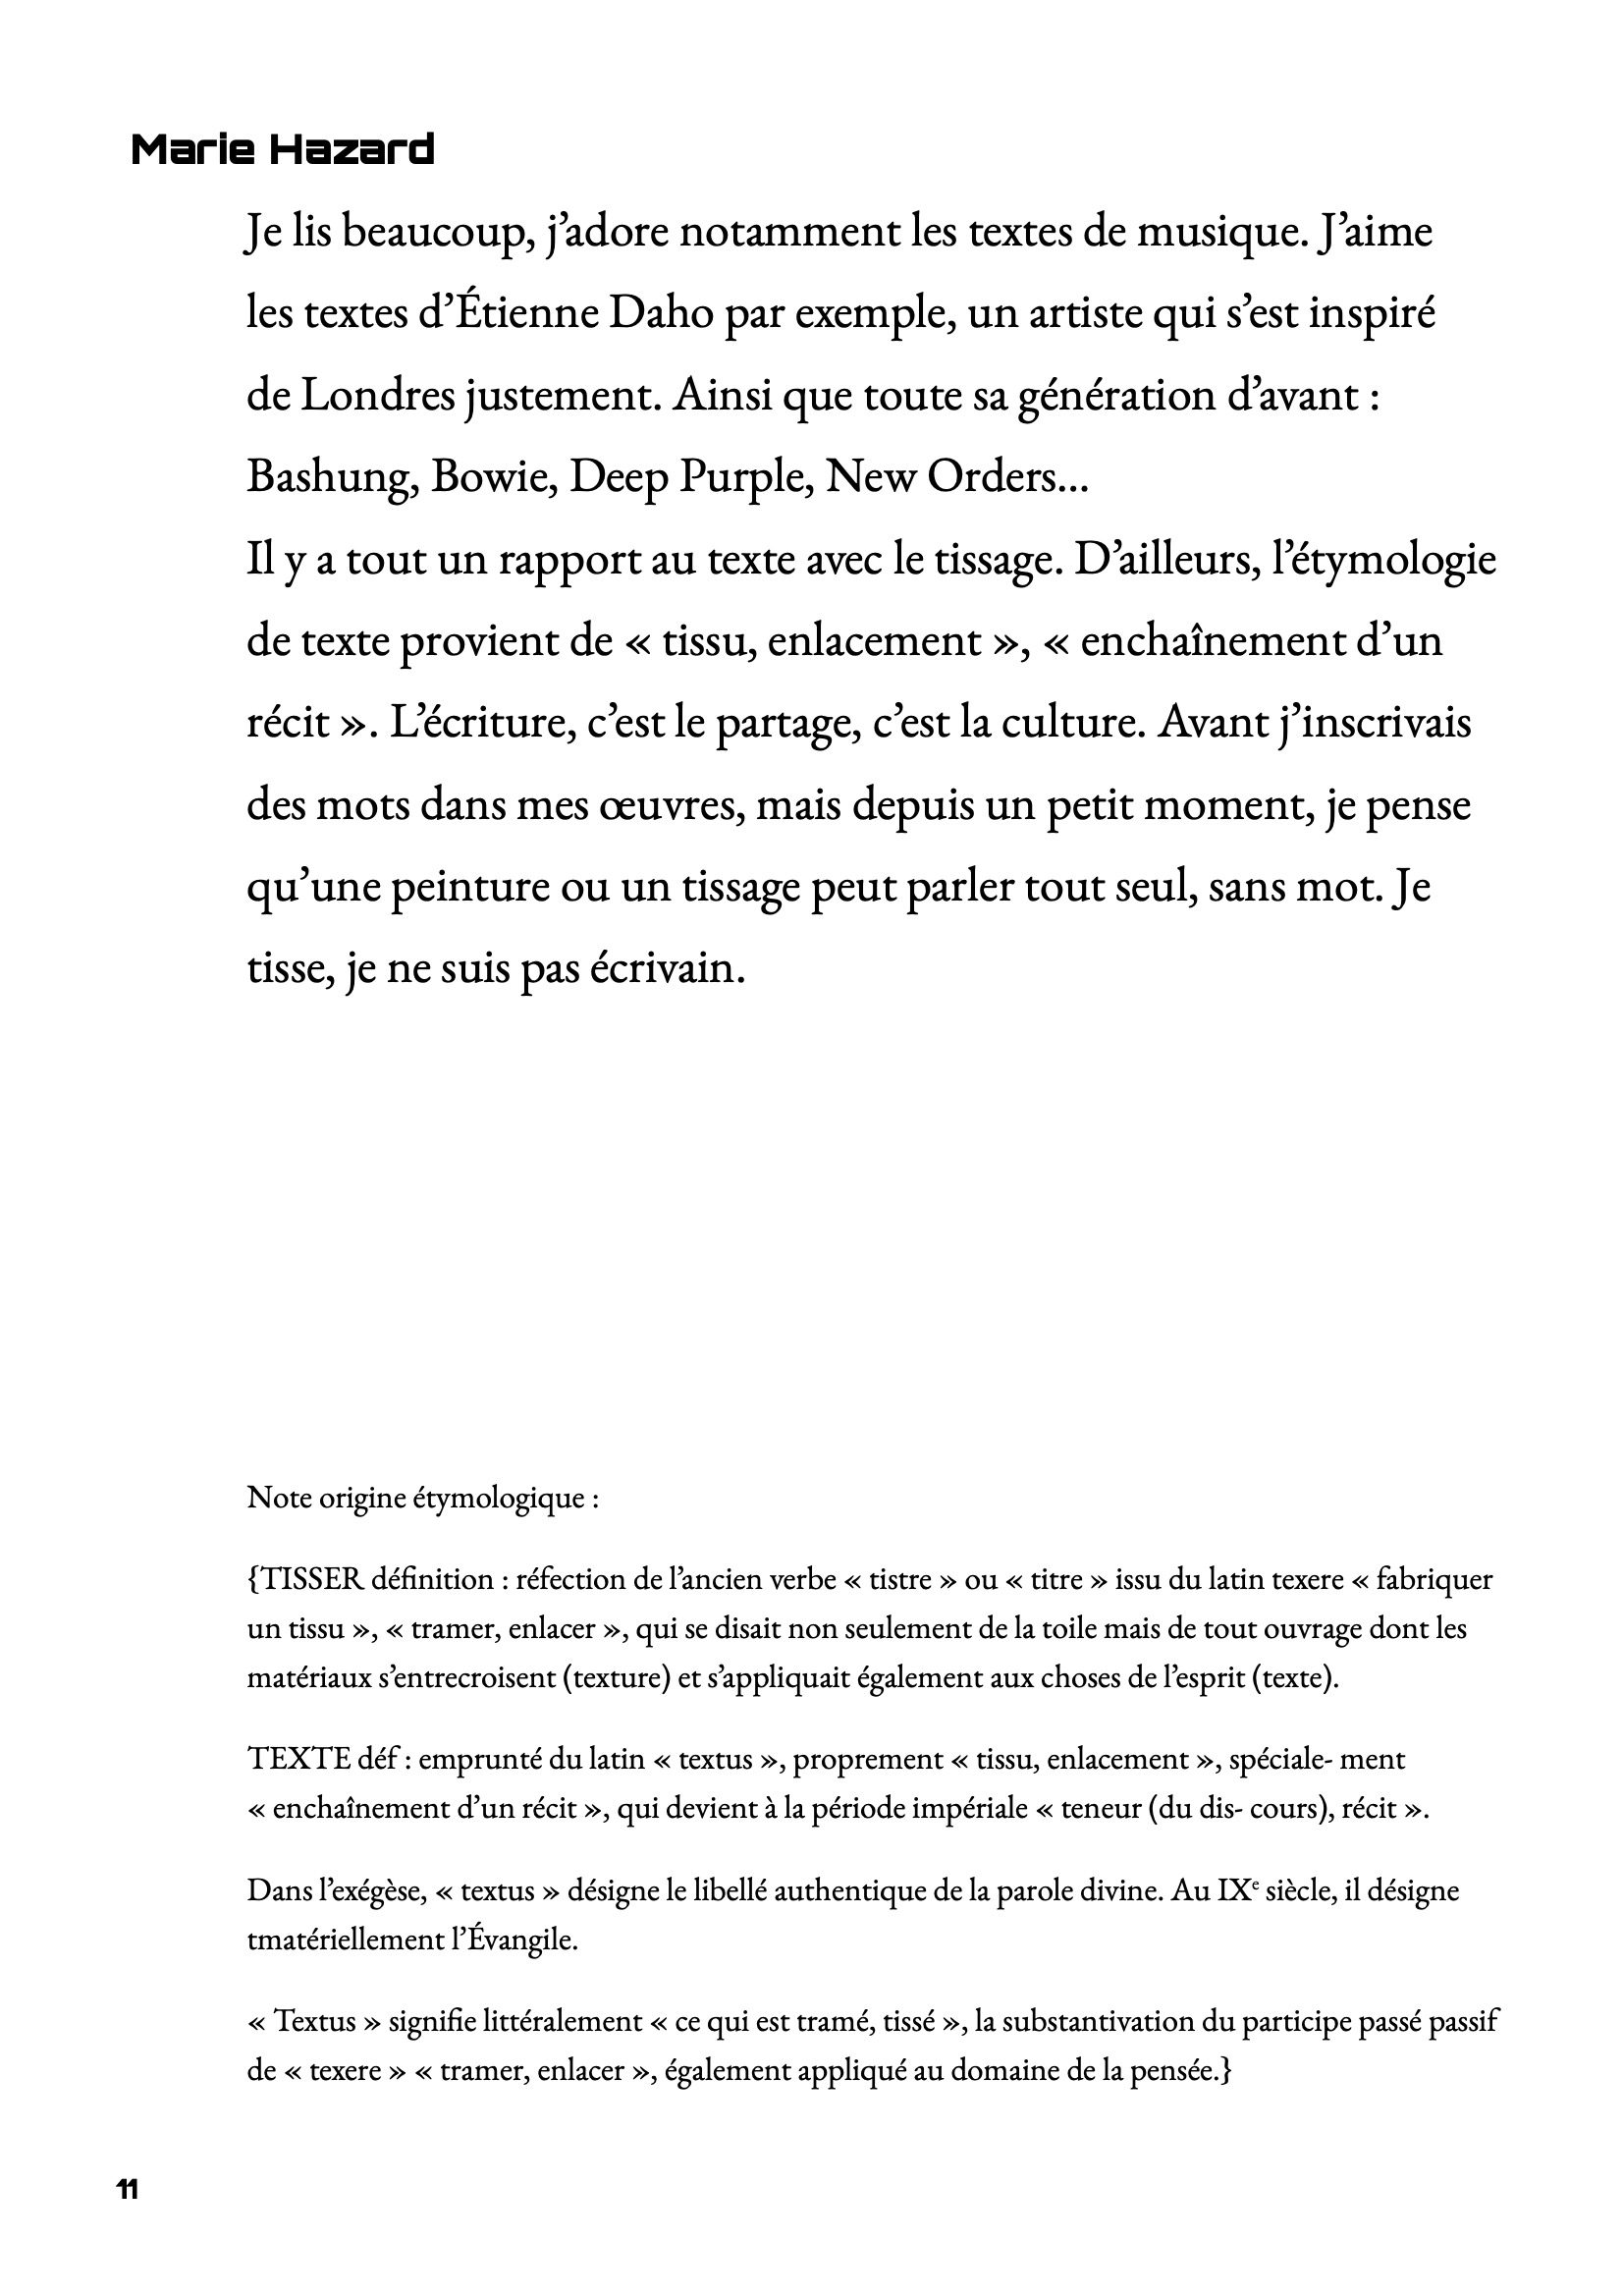 Marie Hazard
Je lis beaucoup, j’adore notamment les textes de musique. J’aime
les textes d’Étienne Daho par exemple, un artiste qui s’est inspiré
de Londres justement. Ainsi que toute sa génération d’avant :
Bashung, Bowie, Deep Purple, New Orders...
Il y a tout un rapport au texte avec le tissage. D’ailleurs, l’étymologie
de texte provient de « tissu, enlacement », « enchaînement d’un
récit ». L’écriture, c’est le partage, c’est la culture. Avant j’inscrivais
des mots dans mes œuvres, mais depuis un petit moment, je pense
qu’une peinture ou un tissage peut parler tout seul, sans mot. Je
tisse, je ne suis pas écrivain.
Note origine étymologique :
{TISSER définition : réfection de l’ancien verbe « tistre » ou « titre » issu du latin texere « fabriquer
un tissu », « tramer, enlacer », qui se disait non seulement de la toile mais de tout ouvrage dont les
matériaux s’entrecroisent (texture) et s’appliquait également aux choses de l’esprit (texte).
TEXTE déf : emprunté du latin « textus », proprement « tissu, enlacement », spéciale- ment
« enchaînement d’un récit », qui devient à la période impériale « teneur (du dis- cours), récit ».
Dans l’exégèse, « textus » désigne le libellé authentique de la parole divine. Au IXe siècle, il désigne
tmatériellement l’Évangile.
« Textus » signifie littéralement « ce qui est tramé, tissé », la substantivation du participe passé passif
de « texere » « tramer, enlacer », également appliqué au domaine de la pensée.}
11